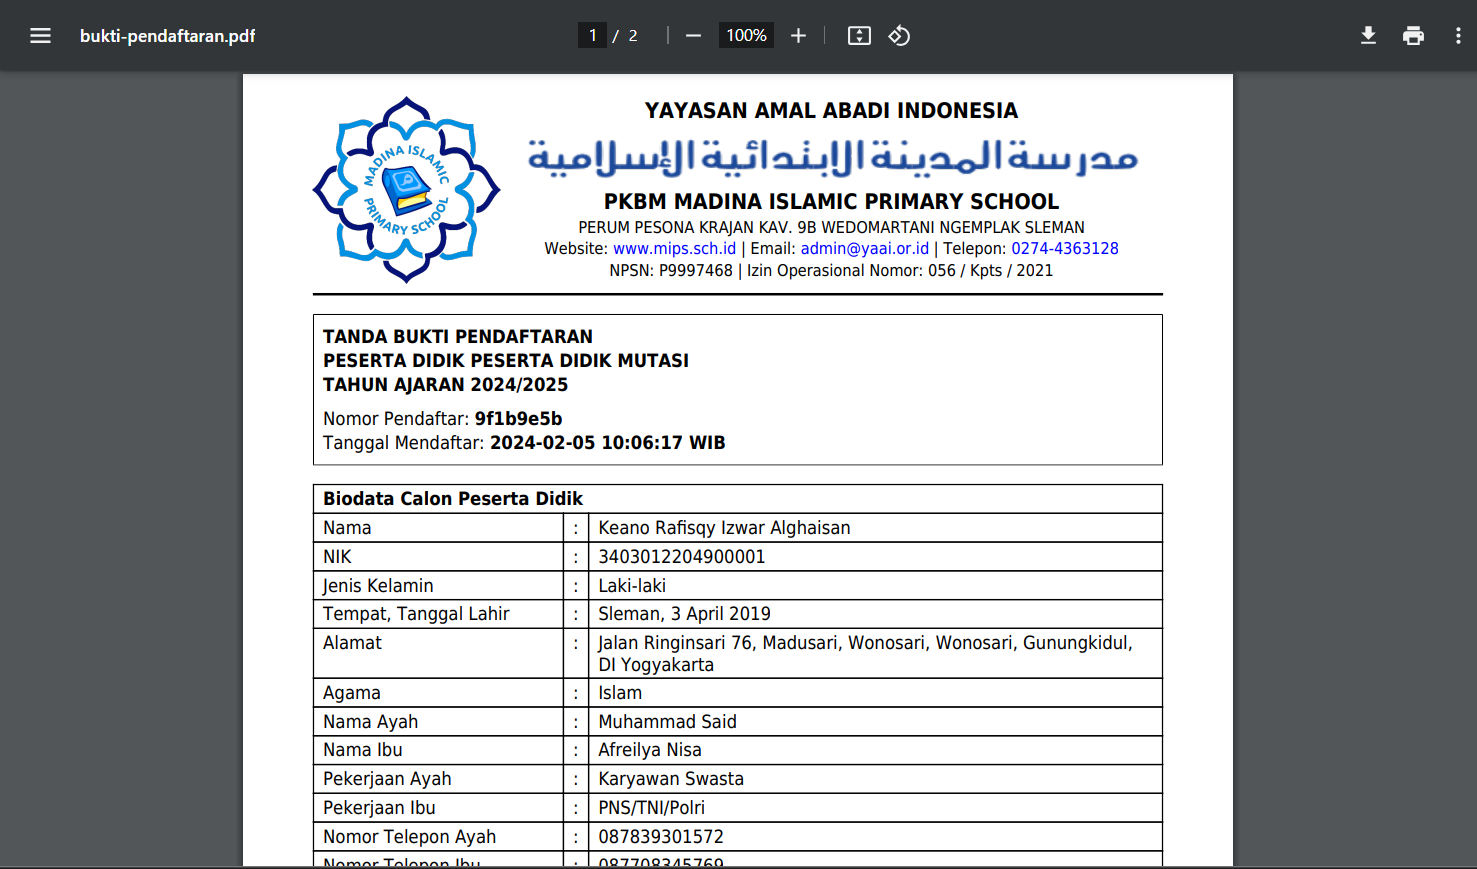 bukti-pendaftaran.pdf
1 / 2
100%
MADINA ISLAMIC
PRIMARY SCHOOL
YAYASAN AMAL ABADI INDONESIA
مدرسة المدينة الابتدائية الإسلامية
PKBM MADINA ISLAMIC PRIMARY SCHOOL
PERUM PESONA KRAJAN KAV. 9B WEDOMARTANI NGEMPLAK SLEMAN
Website: www.mips.sch.id | Email: admin@yaai.or.id | Telepon: 0274-4363128
NPSN: P9997468 | Izin Operasional Nomor: 056 / Kpts / 2021
TANDA BUKTI PENDAFTARAN
PESERTA DIDIK PESERTA DIDIK MUTASI
TAHUN AJARAN 2024/2025
Nomor Pendaftar: 9f1b9e5b
Tanggal Mendaftar: 2024-02-05 10:06:17 WIB
Biodata Calon Peserta Didik
Nama : Keano Rafisqy Izwar Alghaisan
NIK : 3403012204900001
Jenis Kelamin : Laki-laki
Tempat, Tanggal Lahir : Sleman, 3 April 2019
Alamat : Jalan Ringinsari 76, Madusari, Wonosari, Wonosari, Gunungkidul,
DI Yogyakarta
Agama : Islam
Nama Ayah : Muhammad Said
Nama Ibu : Afreilya Nisa
Pekerjaan Ayah : Karyawan Swasta
Pekerjaan Ibu : PNS/TNI/Polri
Nomor Telepon Ayah : 087839301572
Nomor Telepon Ibu : 087708345769